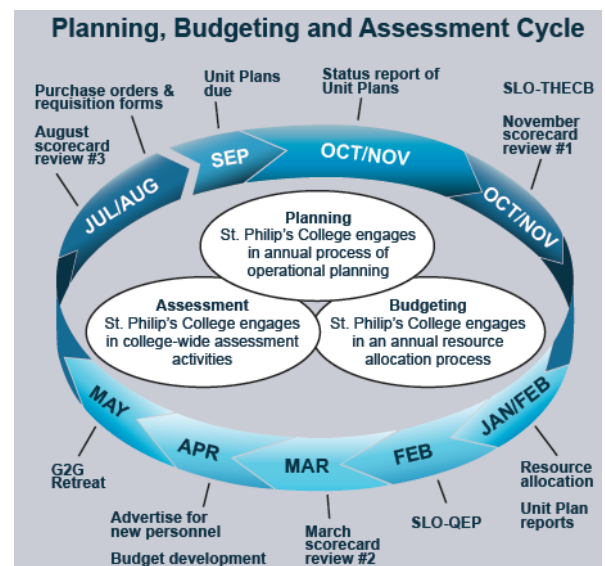 Planning, Budgeting and Assessment Cycle
Purchase orders &
requisition forms
August
scorecard
review #3
Unit Plans
due
Status report of
Unit Plans
SLO-THECB
November
scorecard
review #1
JUL/AUG
SEP
OCT/NOV
OCT/NOV
Planning
St. Philip's College engages
in annual process of
operational planning
Assessment
St. Philip's College engages
in college-wide assessment
activities
Budgeting
St. Philip's College engages
in an annual resource
allocation process
MAY
APR
MAR
FEB
JAN/FEB
G2G
Retreat
Advertise for
new personnel
Budget development
March
scorecard
review #2
SLO-QEP
Resource
allocation
Unit Plan
reports